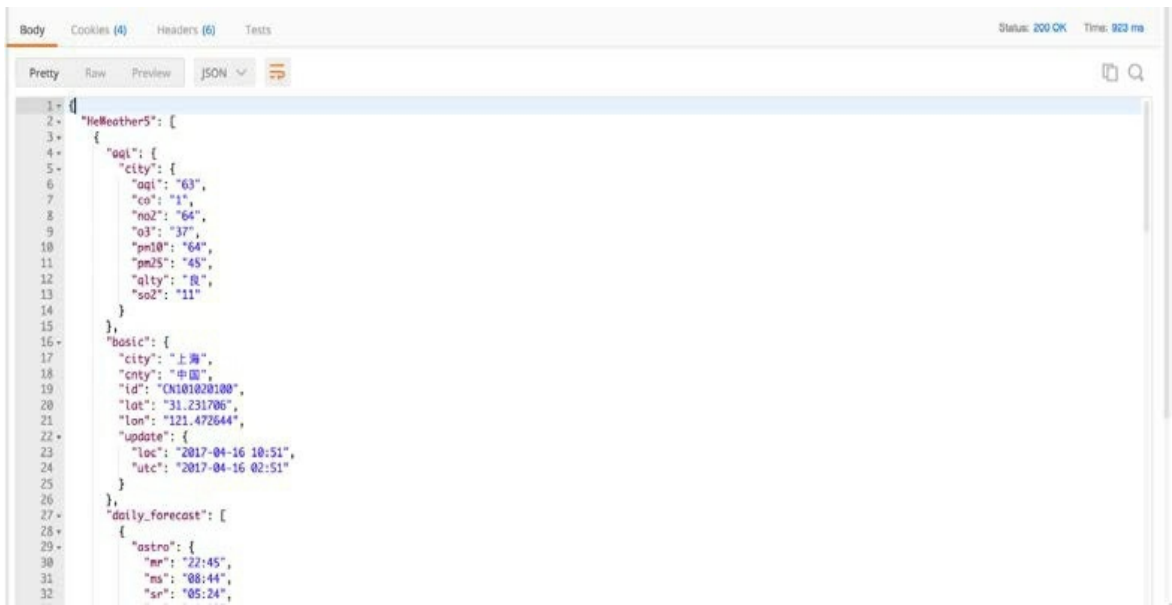 Body Cookies (4) Headers (6) Tests Status: 200 OK Time: 923 ms
Pretty Raw Preview JSON
1 {
2 "HeWeather5": [
3 {
4 "aqi": {
5 "city": {
6 "aqi": "63",
7 "co": "1",
8 "no2": "64",
9 "o3": "37",
10 "pm10": "64",
11 "pm25": "45",
12 "qlty": "良",
13 "so2": "11"
14 }
15 },
16 "basic": {
17 "city": "上海",
18 "cnty": "中国",
19 "id": "CN101020100",
20 "lat": "31.231706",
21 "lon": "121.472644",
22 "update": {
23 "loc": "2017-04-16 10:51",
24 "utc": "2017-04-16 02:51"
25 }
26 },
27 "daily_forecast": [
28 {
29 "astro": {
30 "mr": "22:45",
31 "ms": "08:44",
32 "sr": "05:24",